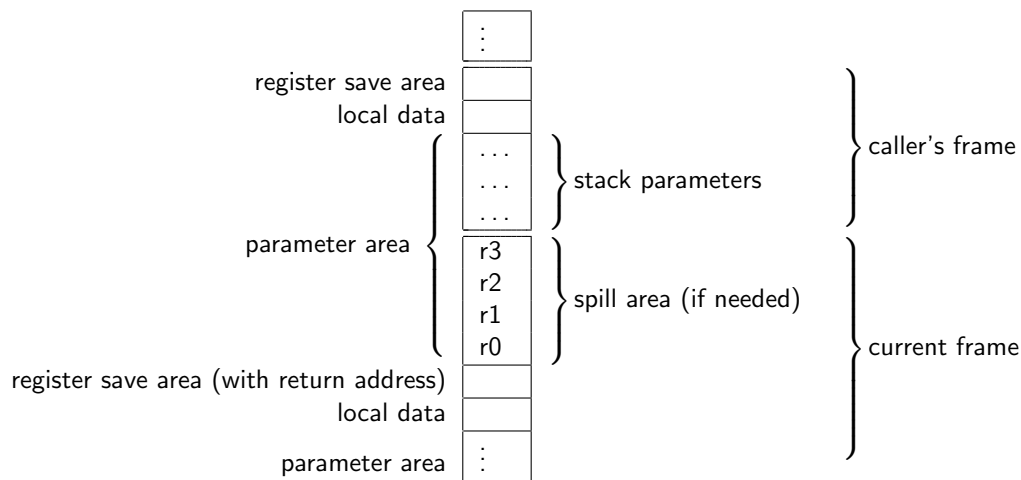 ⋮
register save area
local data
...
caller's frame
...
stack parameters
...
parameter area
r3
r2
spill area (if needed)
r1
r0
current frame
register save area (with return address)
local data
⋮
parameter area